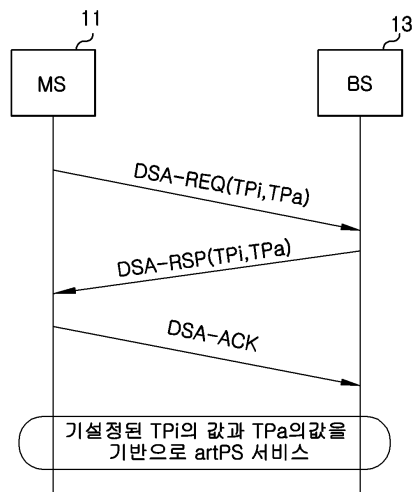 11
13
MS
BS
DSA-REQ(TPi,TPa)
DSA-RSP(TPi,TPa)
DSA-ACK
기설정된 TPi의 값과 TPa의값을
기반으로 artPS 서비스